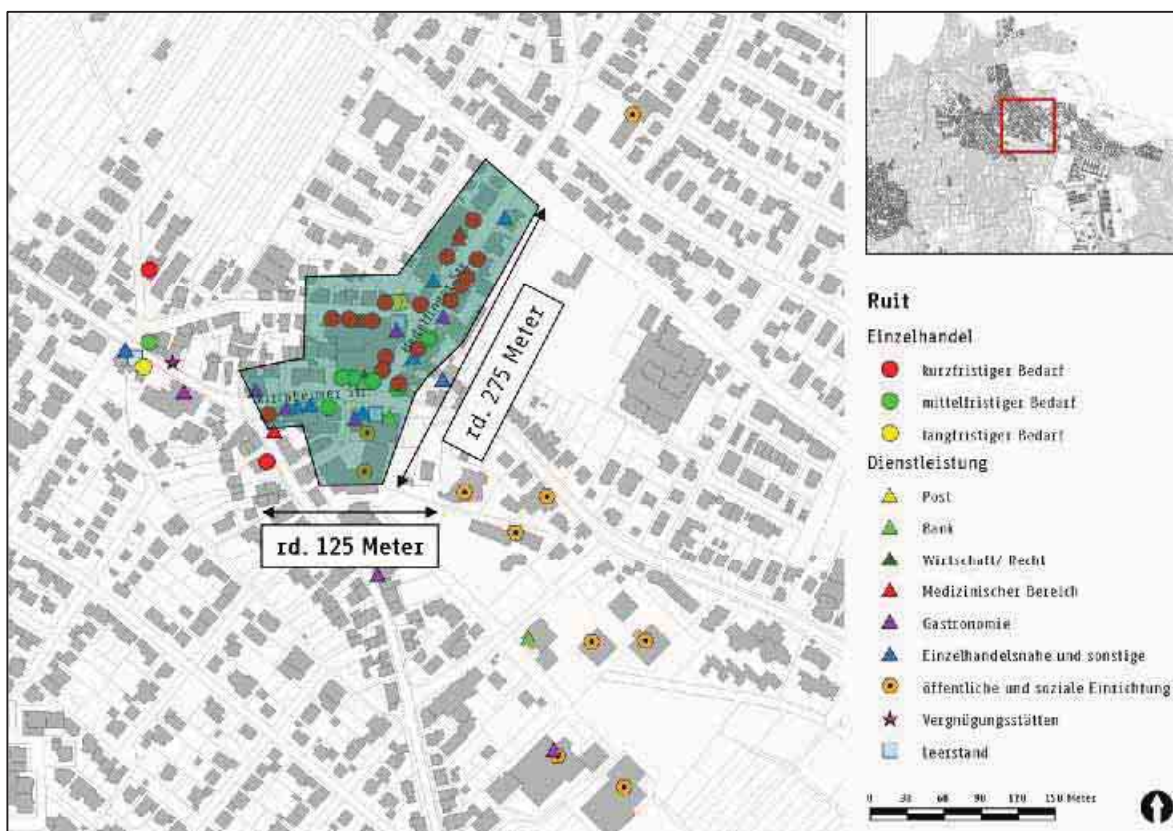 rd. 275 Meter
rd. 125 Meter
Ruit
Einzelhandel
kurzfristiger Bedarf
mittelfristiger Bedarf
langfristiger Bedarf
Dienstleistung
Post
Bank
Wirtschaft/ Recht
Medizinischer Bereich
Gastronomie
Einzelhandelsnahe und sonstige
öffentliche und soziale Einrichtung
Vergnügungsstätten
Leerstand
0 30 60 90 120 150 Meter